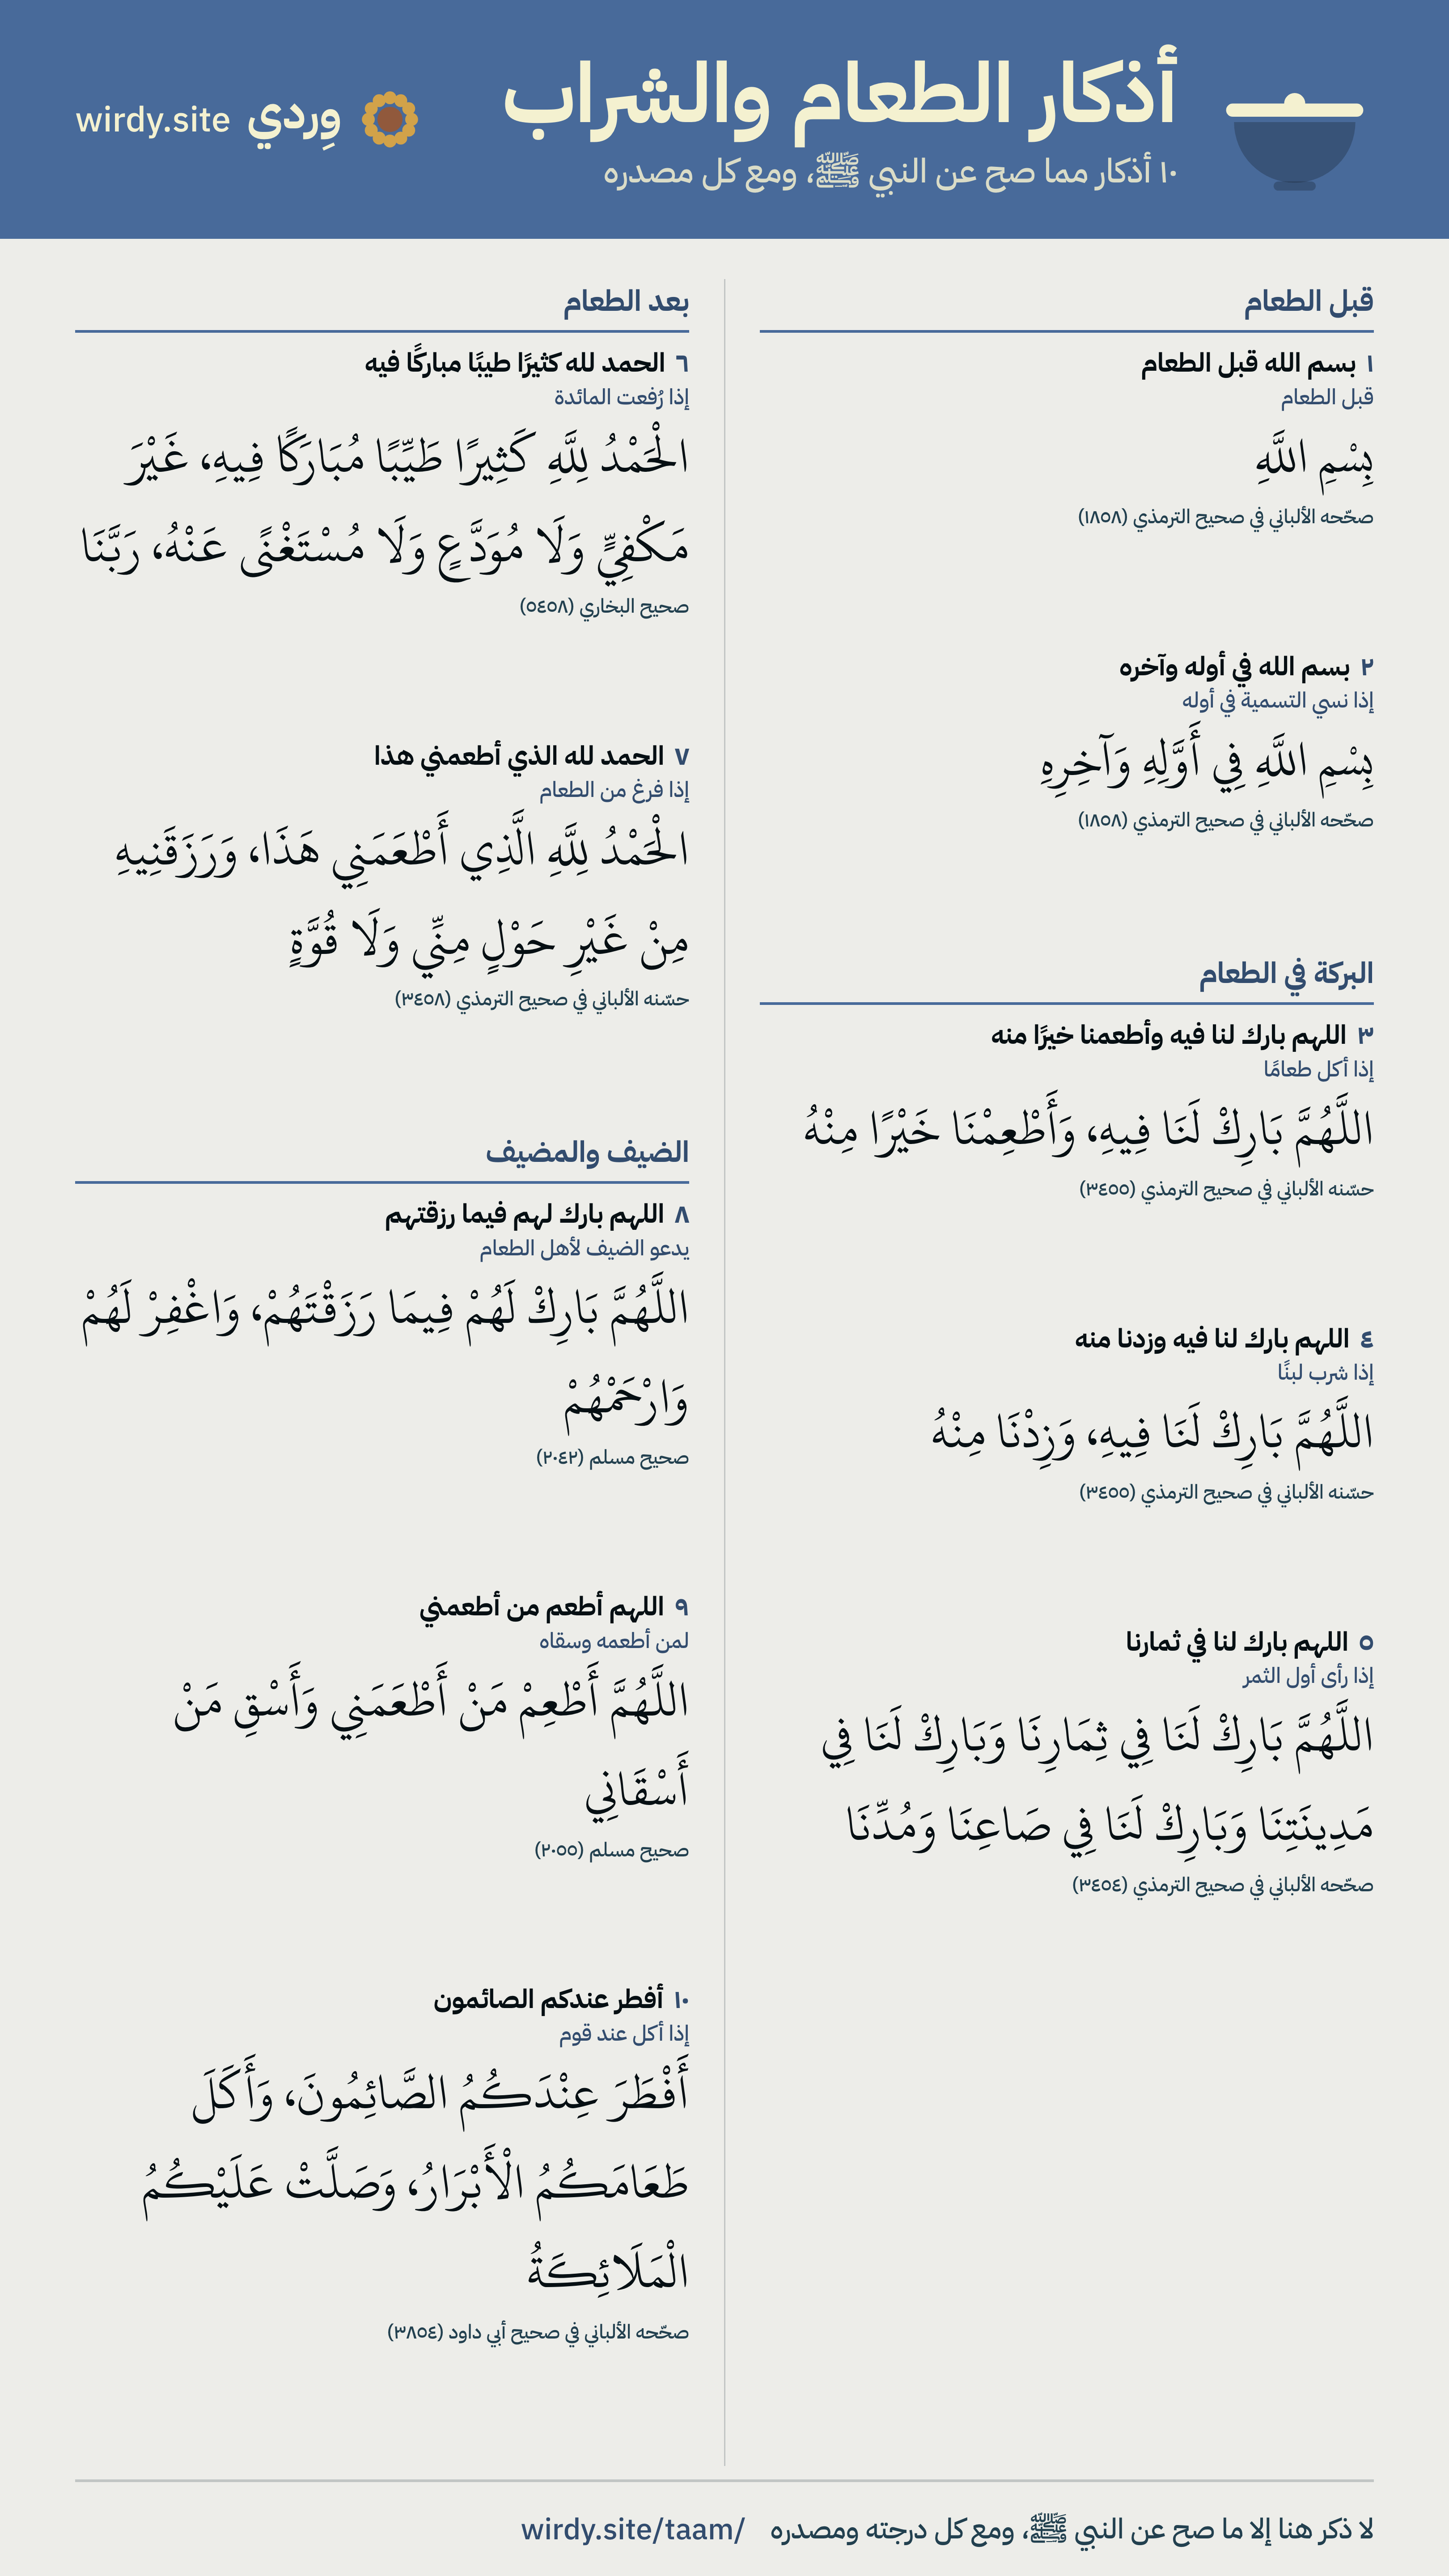 أذكار الطعام والشراب
١٠ أذكار مما صح عن النبي ﷺ، ومع كل مصدره
وِردي wirdy.site
قبل الطعام
١ بسم الله قبل الطعام
قبل الطعام
بِسْمِ اللَّهِ
صحّحه الألباني في صحيح الترمذي (١٨٥٨)
٢ بسم الله في أوله وآخره
إذا نسي التسمية في أوله
بِسْمِ اللَّهِ فِي أَوَّلِهِ وَآخِرِهِ
صحّحه الألباني في صحيح الترمذي (١٨٥٨)
البركة في الطعام
٣ اللهم بارك لنا فيه وأطعمنا خيرًا منه
إذا أكل طعامًا
اللَّهُمَّ بَارِكْ لَنَا فِيهِ، وَأَطْعِمْنَا خَيْرًا مِنْهُ
حسّنه الألباني في صحيح الترمذي (٣٤٥٥)
٤ اللهم بارك لنا فيه وزدنا منه
إذا شرب لبنًا
اللَّهُمَّ بَارِكْ لَنَا فِيهِ، وَزِدْنَا مِنْهُ
حسّنه الألباني في صحيح الترمذي (٣٤٥٥)
٥ اللهم بارك لنا في ثمارنا
إذا رأى أول الثمر
اللَّهُمَّ بَارِكْ لَنَا فِي ثِمَارِنَا وَبَارِكْ لَنَا فِي
مَدِينَتِنَا وَبَارِكْ لَنَا فِي صَاعِنَا وَمُدِّنَا
صحّحه الألباني في صحيح الترمذي (٣٤٥٤)
بعد الطعام
٦ الحمد لله كثيرًا طيبًا مباركًا فيه
إذا رُفعت المائدة
الْحَمْدُ لِلَّهِ كَثِيرًا طَيِّبًا مُبَارَكًا فِيهِ، غَيْرَ
مَكْفِيٍّ وَلَا مُوَدَّعٍ وَلَا مُسْتَغْنًى عَنْهُ، رَبَّنَا
صحيح البخاري (٥٤٥٨)
٧ الحمد لله الذي أطعمني هذا
إذا فرغ من الطعام
الْحَمْدُ لِلَّهِ الَّذِي أَطْعَمَنِي هَذَا، وَرَزَقَنِيهِ
مِنْ غَيْرِ حَوْلٍ مِنِّي وَلَا قُوَّةٍ
حسّنه الألباني في صحيح الترمذي (٣٤٥٨)
الضيف والمضيف
٨ اللهم بارك لهم فيما رزقتهم
يدعو الضيف لأهل الطعام
اللَّهُمَّ بَارِكْ لَهُمْ فِيمَا رَزَقْتَهُمْ، وَاغْفِرْ لَهُمْ
وَارْحَمْهُمْ
صحيح مسلم (٢٠٤٢)
٩ اللهم أطعم من أطعمني
لمن أطعمه وسقاه
اللَّهُمَّ أَطْعِمْ مَنْ أَطْعَمَنِي وَأَسْقِ مَنْ
أَسْقَانِي
صحيح مسلم (٢٠٥٥)
١٠ أفطر عندكم الصائمون
إذا أكل عند قوم
أَفْطَرَ عِنْدَكُمُ الصَّائِمُونَ، وَأَكَلَ
طَعَامَكُمُ الْأَبْرَارُ، وَصَلَّتْ عَلَيْكُمُ
الْمَلَائِكَةُ
صحّحه الألباني في صحيح أبي داود (٣٨٥٤)
لا ذكر هنا إلا ما صح عن النبي ﷺ، ومع كل درجته ومصدره wirdy.site/taam/